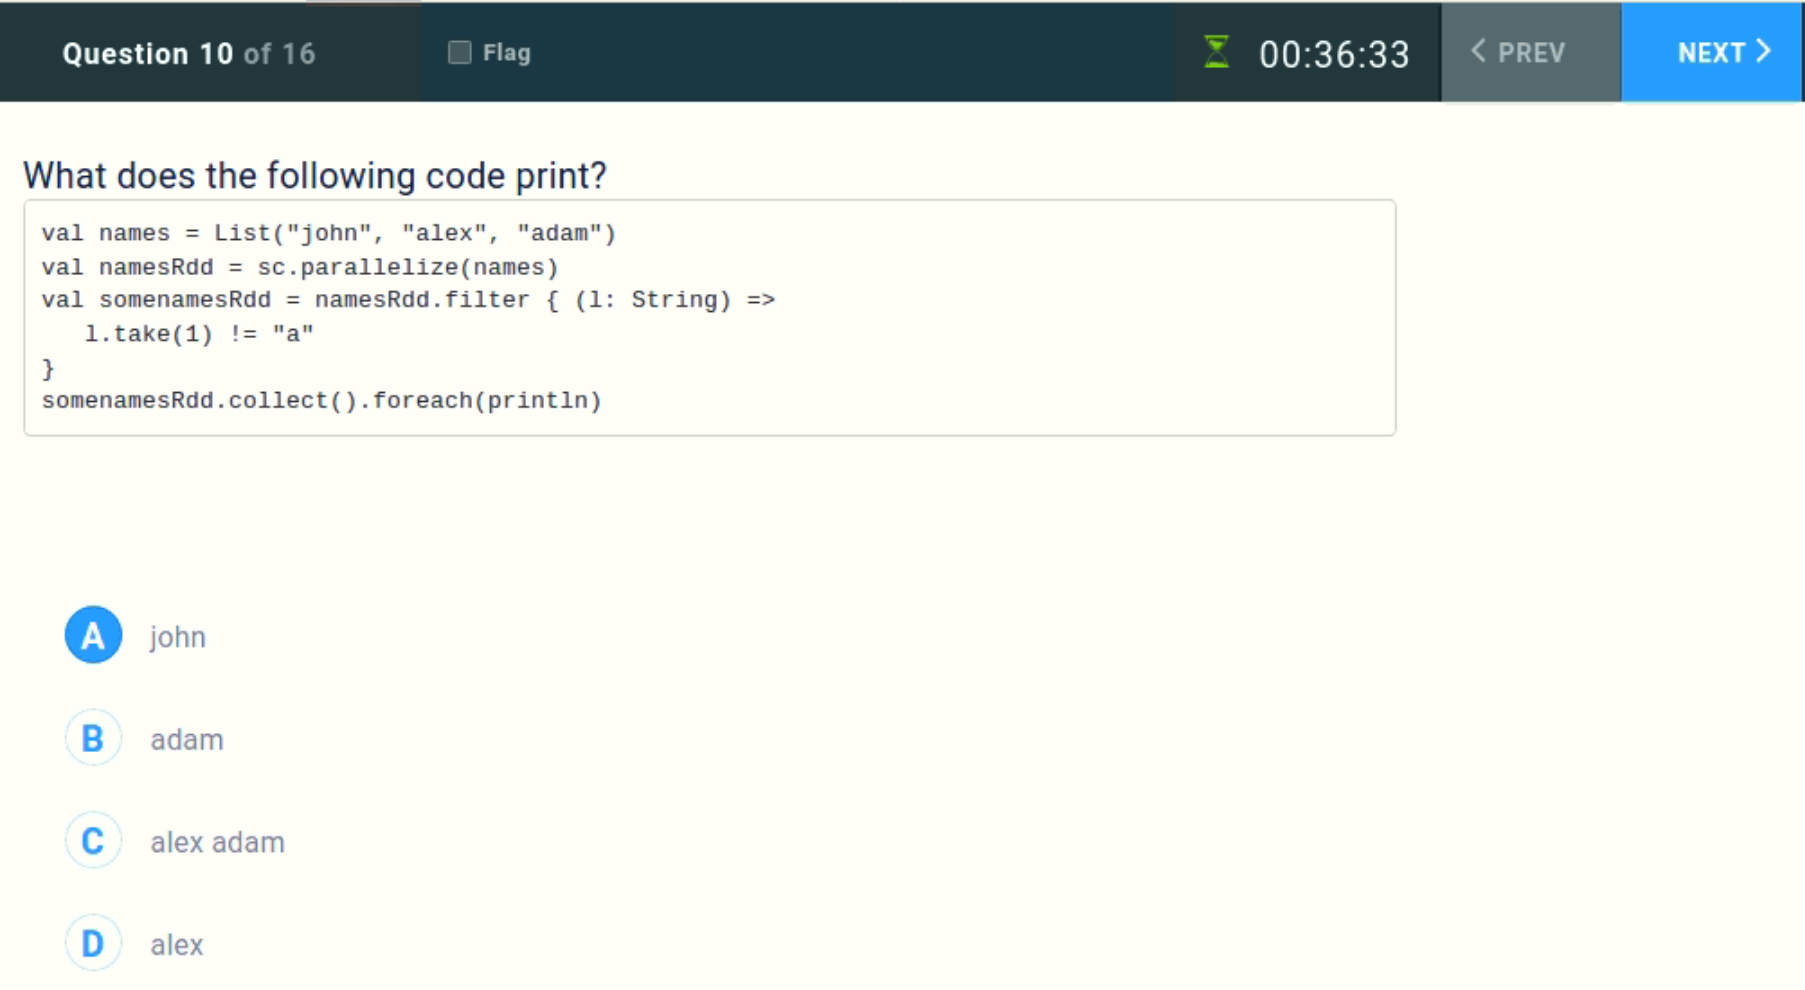 Question 10 of 16
Flag
00:36:33
PREV
NEXT
What does the following code print?
val names = List("john", "alex", "adam")
val namesRdd = sc.parallelize(names)
val somenamesRdd = namesRdd.filter { (l: String) =>
   l.take(1) != "a"
}
somenamesRdd.collect().foreach(println)
A john
B adam
C alex adam
D alex